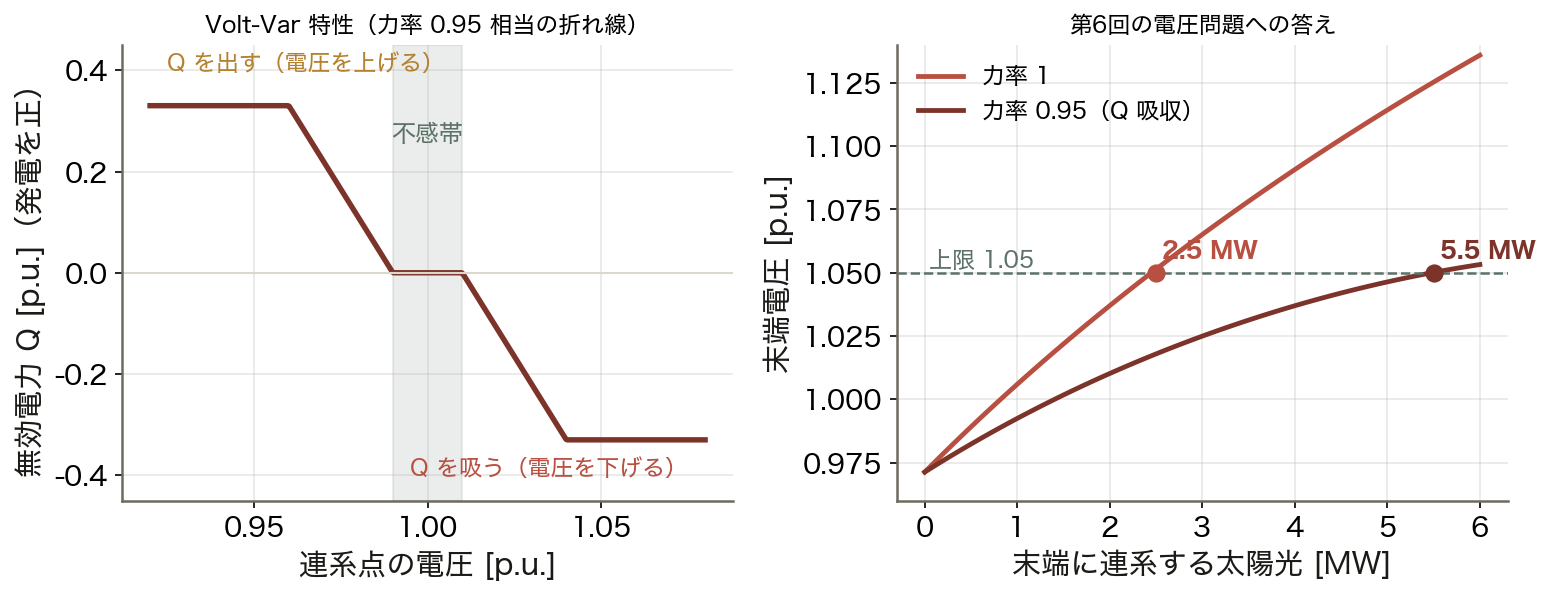 Volt-Var 特性（力率 0.95 相当の折れ線）
Q を出す（電圧を上げる）
不感帯
Q を吸う（電圧を下げる）
無効電力 Q [p.u.]（発電を正）
0.4
0.2
0.0
-0.2
-0.4
0.95
1.00
1.05
連系点の電圧 [p.u.]
第6回の電圧問題への答え
力率 1
力率 0.95（Q 吸収）
上限 1.05
2.5 MW
5.5 MW
末端電圧 [p.u.]
1.125
1.100
1.075
1.050
1.025
1.000
0.975
0
1
2
3
4
5
6
末端に連系する太陽光 [MW]